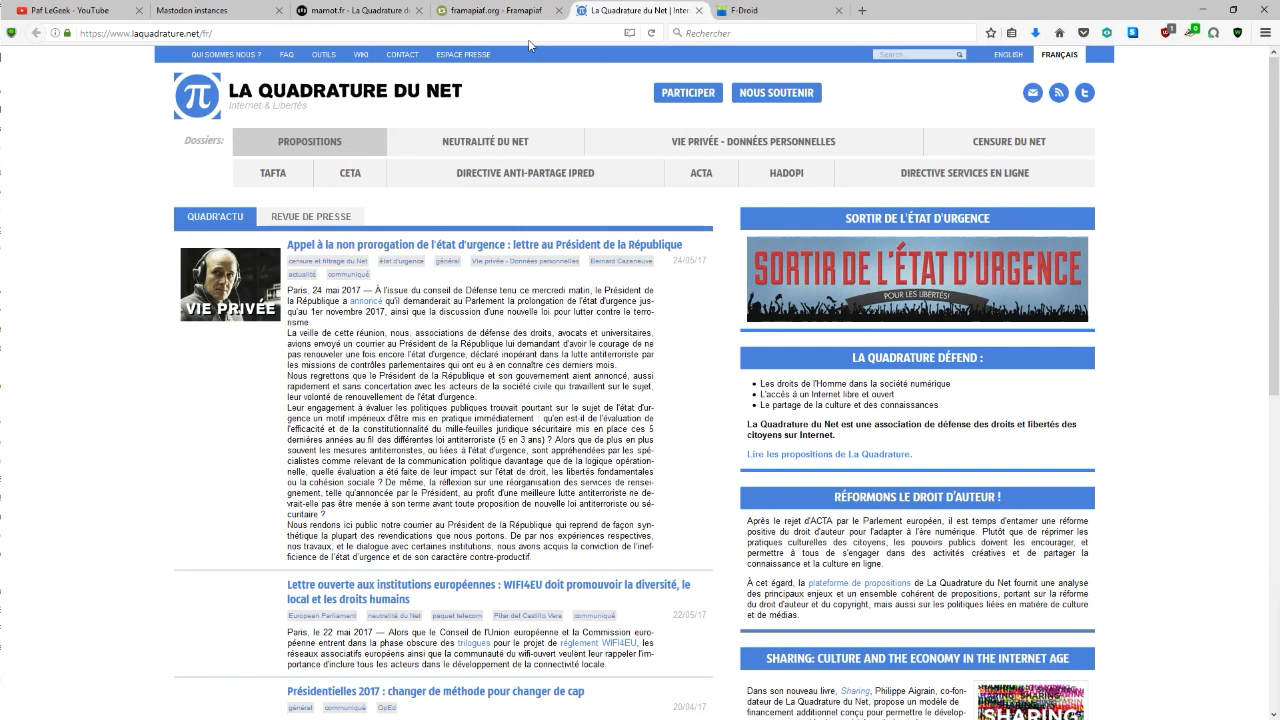 Paf LeGeek - YouTube
Mastodon instances
La Quadrature du Net - Mas
degooglisons.org - Framapiaf
La Quadrature du Net | Inter
F-Droid
https://www.laquadrature.net/fr/
Rechercher
QUI SOMMES NOUS ? FAQ OUTILS WIKI CONTACT ESPACE PRESSE
Search...
ENGLISH FRANÇAIS
LA QUADRATURE DU NET
Internet & Libertés
PARTICIPER NOUS SOUTENIR
Dossiers: PROPOSITIONS NEUTRALITÉ DU NET VIE PRIVÉE - DONNÉES PERSONNELLES CENSURE DU NET
TAFTA CETA DIRECTIVE ANTI-PARTAGE IPRED ACTA HADOPI DIRECTIVE SERVICES EN LIGNE
QUADR'ACTU REVUE DE PRESSE
Appel à la non prorogation de l'état d'urgence : lettre au Président de la République
censure et filtrage du Net état d'urgence général Vie privée - Données personnelles Bernard Cazeneuve 24/05/17
actualité communiqué
VIE PRIVÉE
Paris, 24 mai 2017 — À l'issue du conseil de Défense tenu ce mercredi matin, le Président de
la République a annoncé qu'il demanderait au Parlement la prolongation de l'état d'urgence jus-
qu'au 1er novembre 2017, ainsi que la discussion d'une nouvelle loi pour lutter contre le terro-
risme.
La veille de cette réunion, nous, associations de défense des droits, avocats et universitaires,
avions envoyé un courrier au Président de la République lui demandant d'avoir le courage de ne
pas renouveler une fois encore l'état d'urgence, déclaré inopérant dans la lutte antiterroriste par
les missions de contrôles parlementaires qui ont eu à en connaître ces derniers mois.
Nous regrettons que le Président de la République et son gouvernement aient annoncé, aussi
rapidement et sans concertation avec les acteurs de la société civile qui travaillent sur le sujet,
leur volonté de renouvellement de l'état d'urgence.
Leur engagement à évaluer les politiques publiques trouvait pourtant sur le sujet de l'état d'ur-
gence un motif impérieux d'être mis en pratique immédiatement : qu'en est-il de l'évaluation de
l'efficacité et de la constitutionnalité du mille-feuilles juridique sécuritaire mis en place ces 5
dernières années au fil des différentes loi antiterroriste (5 en 3 ans) ? Alors que de plus en plus
souvent les mesures antiterroristes, ou liées à l'état d'urgence, sont appréhendées par les spé-
cialistes comme relevant de la communication politique davantage que de la logique opération-
nelle, quelle évaluation a été faite de leur impact sur l'état de droit, les libertés fondamentales
ou la cohésion sociale ? De même, la réflexion sur une réorganisation des services de rensei-
gnement, telle qu'annoncée par le Président, au profit d'une meilleure lutte antiterroriste ne de-
vrait-elle pas être menée à son terme avant toute proposition de nouvelle loi antiterroriste ou sé-
curitaire ?
Nous rendons ici public notre courrier au Président de la République qui reprend de façon syn-
thétique la plupart des revendications que nous portons. De par nos expériences respectives,
nos travaux, et le dialogue avec certaines institutions, nous avons acquis la conviction de l'inef-
ficience de l'état d'urgence et de son caractère contre-productif.
Lettre ouverte aux institutions européennes : WIFI4EU doit promouvoir la diversité, le
local et les droits humains
European Parliament neutralité du Net paquet telecom Pilar del Castillo Vera communiqué 22/05/17
Paris, le 22 mai 2017 — Alors que le Conseil de l'Union européenne et la Commission euro-
péenne entrent dans la phase obscure des trilogues pour le projet de réglement WIFI4EU, les
réseaux associatifs européens ainsi que la communauté du wifi-ouvert veulent leur rappeler l'im-
portance d'inclure tous les acteurs dans le développement de la connectivité locale.
Présidentielles 2017 : changer de méthode pour changer de cap
général communiqué OpEd 20/04/17
SORTIR DE L'ÉTAT D'URGENCE
SORTIR DE L'ÉTAT D'URGENCE
POUR LES LIBERTÉS!
LA QUADRATURE DÉFEND :
• Les droits de l'Homme dans la société numérique
• L'accès à un Internet libre et ouvert
• Le partage de la culture et des connaissances
La Quadrature du Net est une association de défense des droits et libertés des
citoyens sur Internet.
Lire les propositions de La Quadrature.
RÉFORMONS LE DROIT D'AUTEUR !
Après le rejet d'ACTA par le Parlement européen, il est temps d'entamer une réforme
positive du droit d'auteur pour l'adapter à l'ère numérique. Plutôt que de réprimer les
pratiques culturelles des citoyens, les pouvoirs publics doivent les encourager, et
permettre à tous de s'engager dans des activités créatives et de partager la
connaissance et la culture en ligne.
À cet égard, la plateforme de propositions de La Quadrature du Net fournit une analyse
des principaux enjeux et un ensemble cohérent de propositions, portant sur la réforme
du droit d'auteur et du copyright, mais aussi sur les politiques liées en matière de culture
et de médias.
SHARING: CULTURE AND THE ECONOMY IN THE INTERNET AGE
Dans son nouveau livre, Sharing, Philippe Aigrain, co-fon-
dateur de La Quadrature du Net, propose un modèle de
financement additionnel conçu pour permettre le dévelop-
SHARING